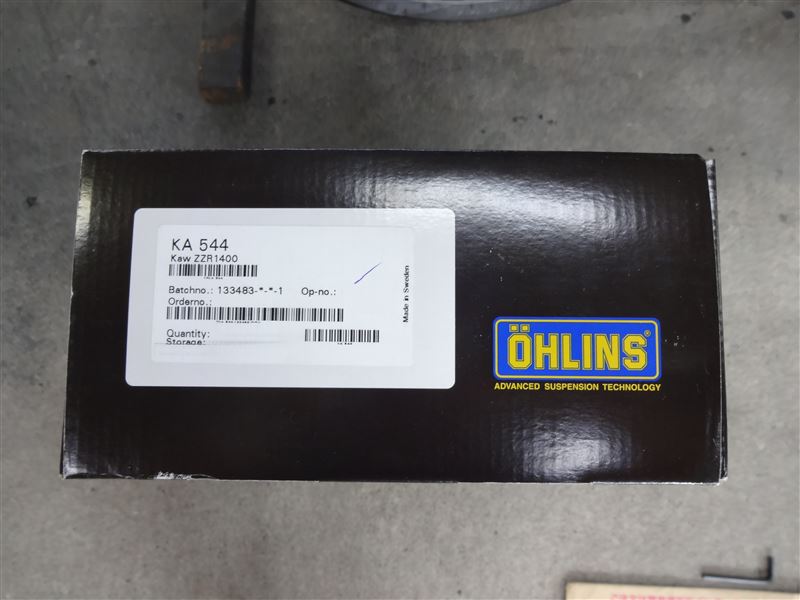 KA 544
Kaw ZZR1400
Batchno.: 133483-*-*-1 Op-no.:
Orderno.:
Quantity:
Storage:
Made in Sweden
ÖHLINS®
ADVANCED SUSPENSION TECHNOLOGY